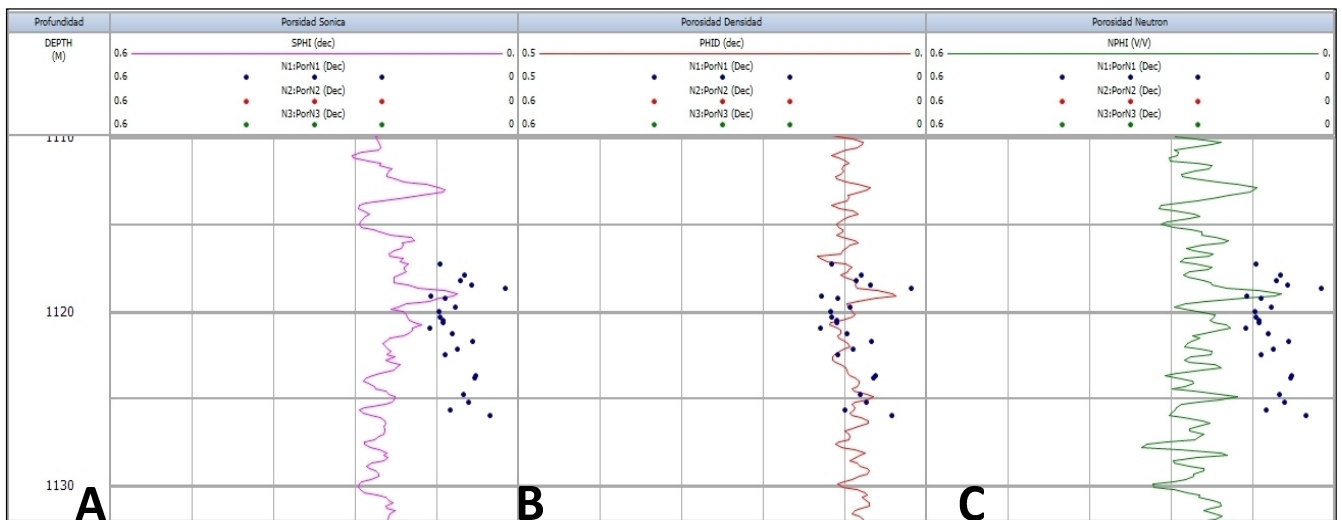 Profundidad
Porsidad Sonica
Porosidad Densidad
Porosidad Neutron
DEPTH
(M)
SPHI (dec)
0.6 0.
N1:PorN1 (Dec)
0.6 0
N2:PorN2 (Dec)
0.6 0
N3:PorN3 (Dec)
0.6 0
PHID (dec)
0.5 0.
N1:PorN1 (Dec)
0.5 0
N2:PorN2 (Dec)
0.6 0
N3:PorN3 (Dec)
0.6 0
NPHI (V/V)
0.6 0.
N1:PorN1 (Dec)
0.6 0
N2:PorN2 (Dec)
0.6 0
N3:PorN3 (Dec)
0.6 0
1110
1120
1130
A
B
C